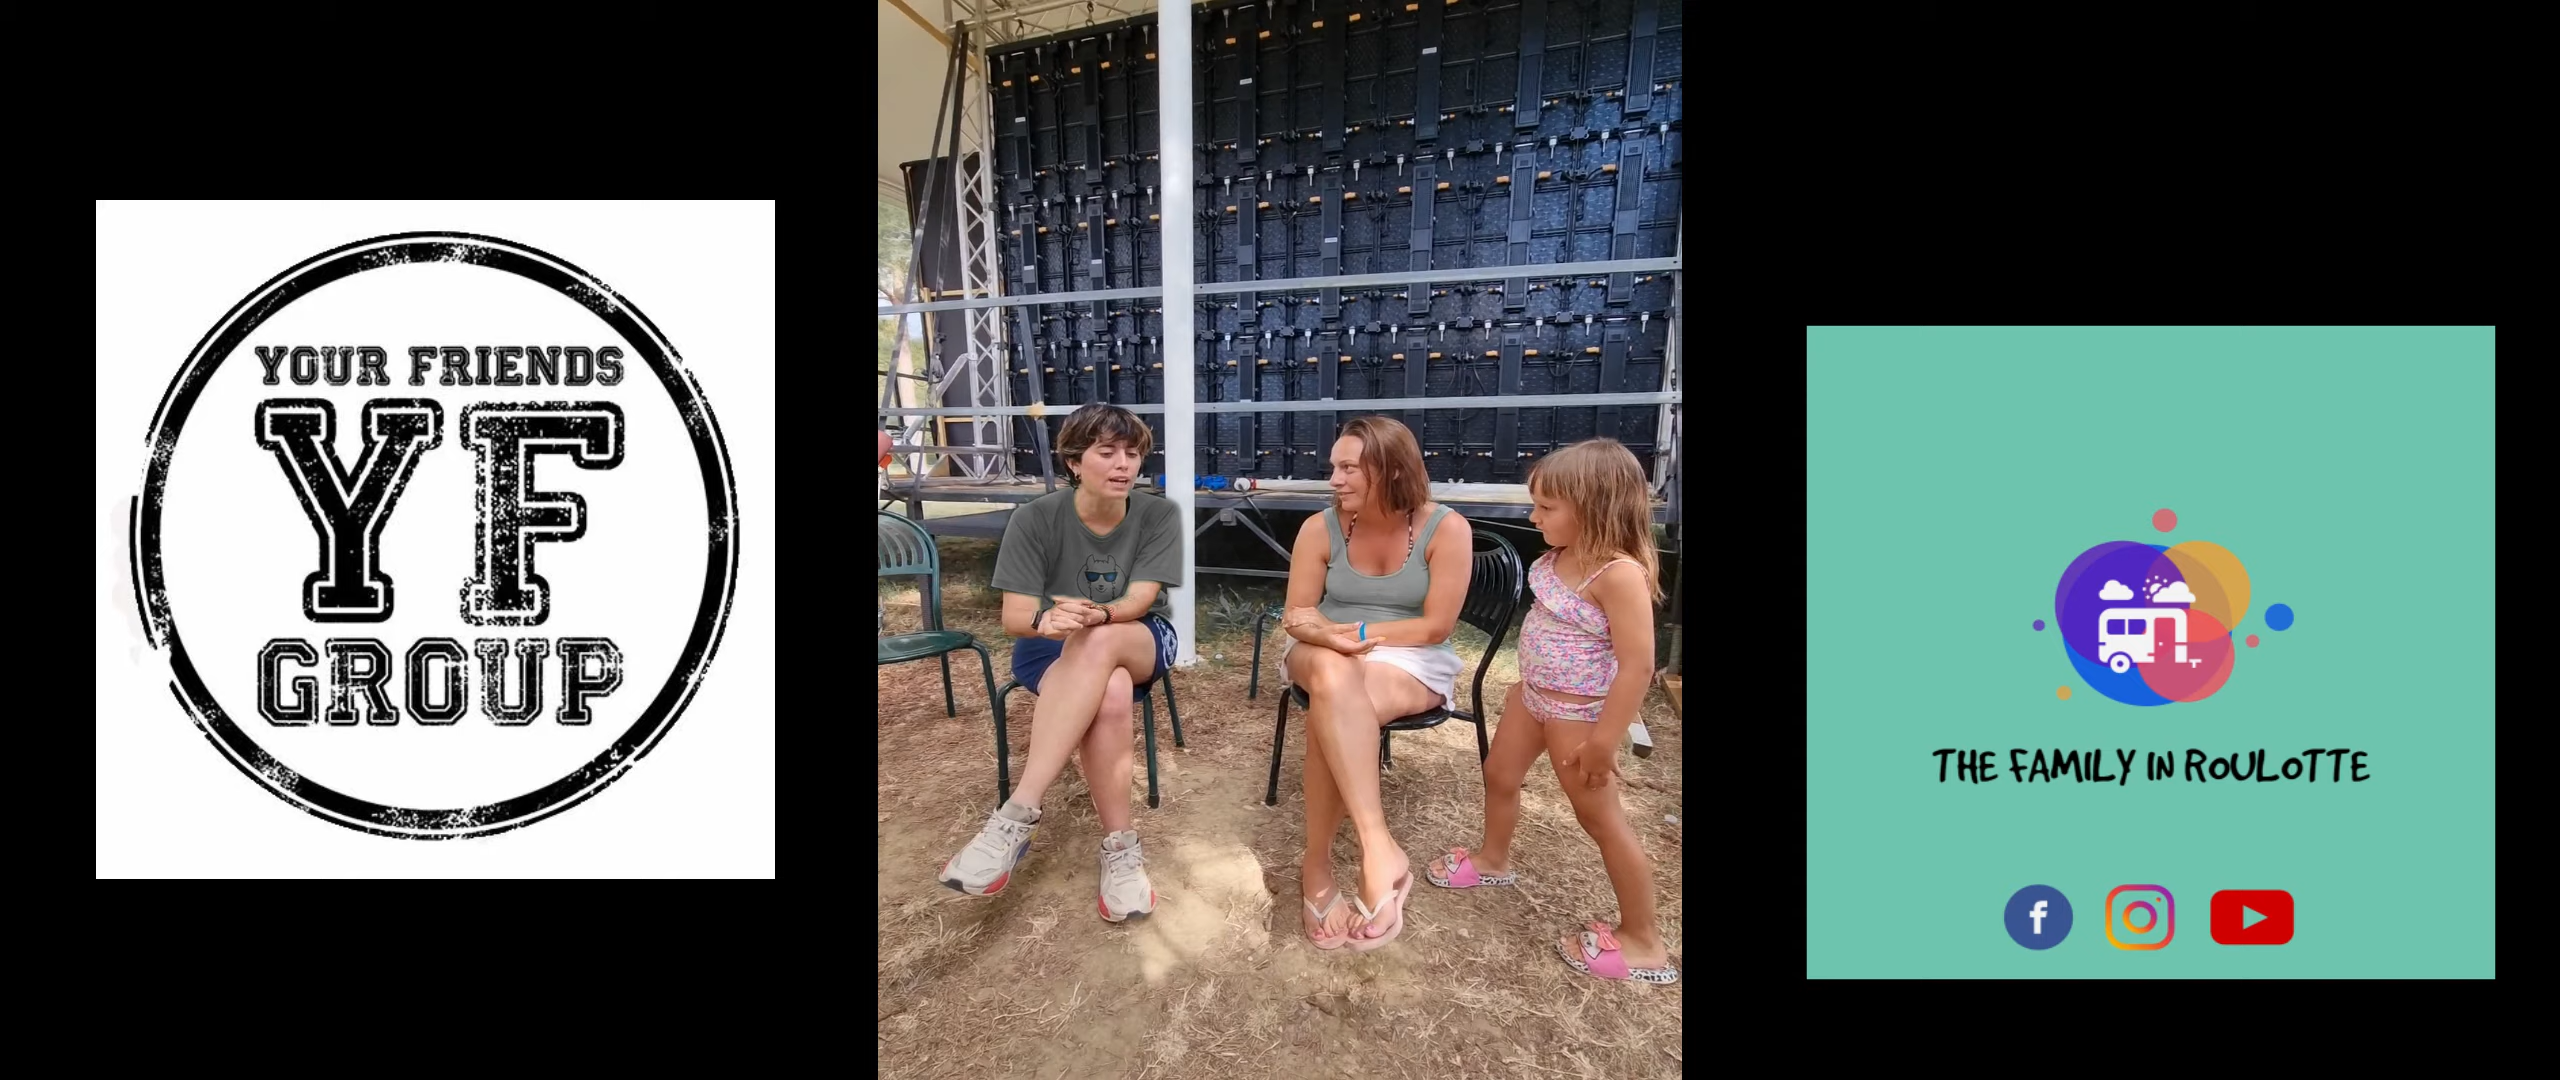 YOUR FRIENDS
YF
GROUP
THE FAMILY IN ROULOTTE
f